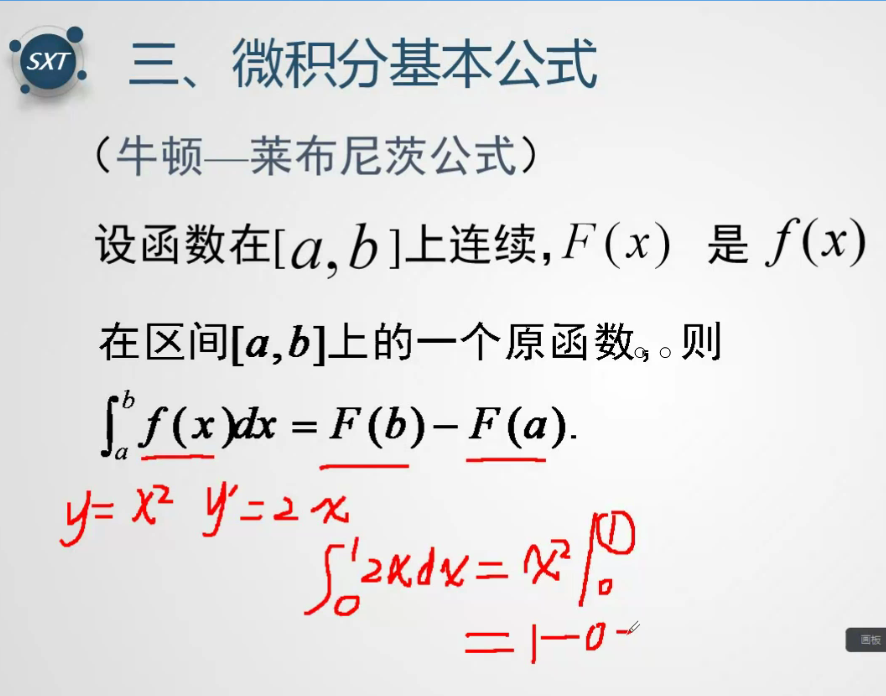 SXT
三、微积分基本公式
（牛顿—莱布尼茨公式）
设函数在[a,b]上连续,F(x) 是 f(x)
在区间[a,b]上的一个原函数。,。则
∫_a^b f(x)dx = F(b) − F(a).
y= x² y′=2x
∫_0^1 2xdx = x² |_0^1
= 1−0−
画板